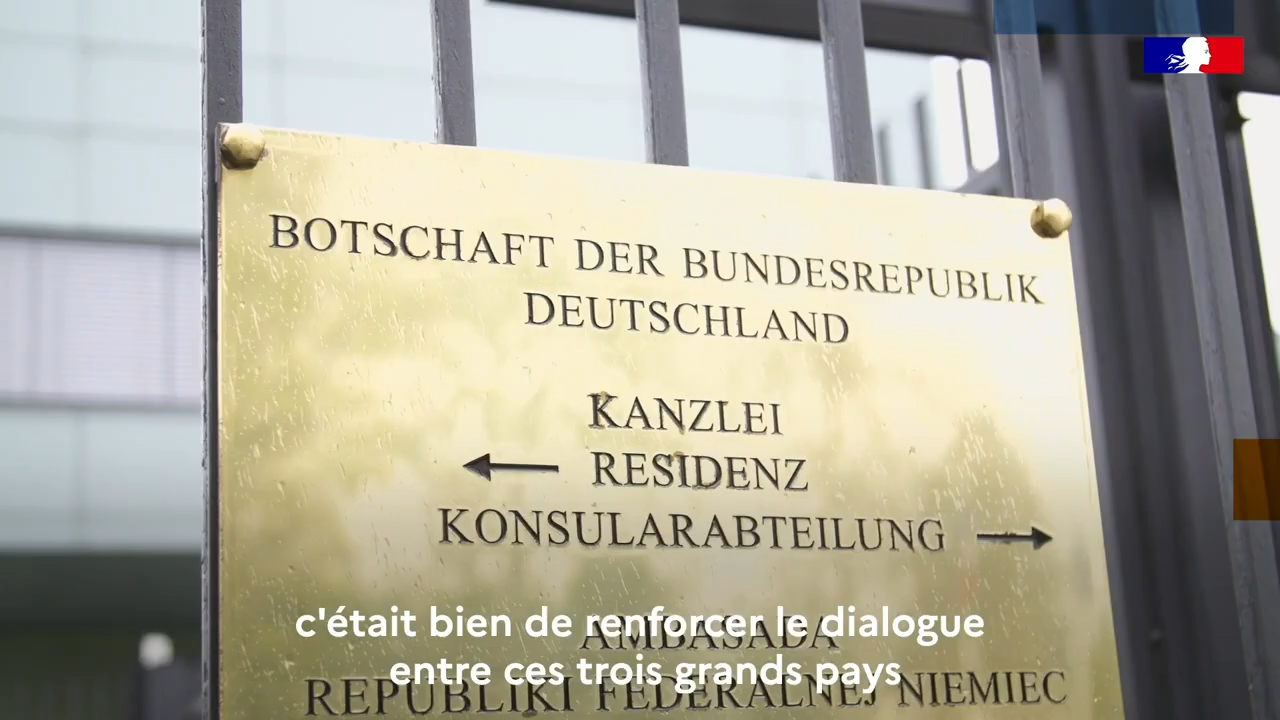 BOTSCHAFT DER BUNDESREPUBLIK
DEUTSCHLAND
KANZLEI
RESIDENZ
KONSULARABTEILUNG
AMBASADA
REPUBLIKI FEDERALNEJ NIEMIEC
c'était bien de renforcer le dialogue
entre ces trois grands pays